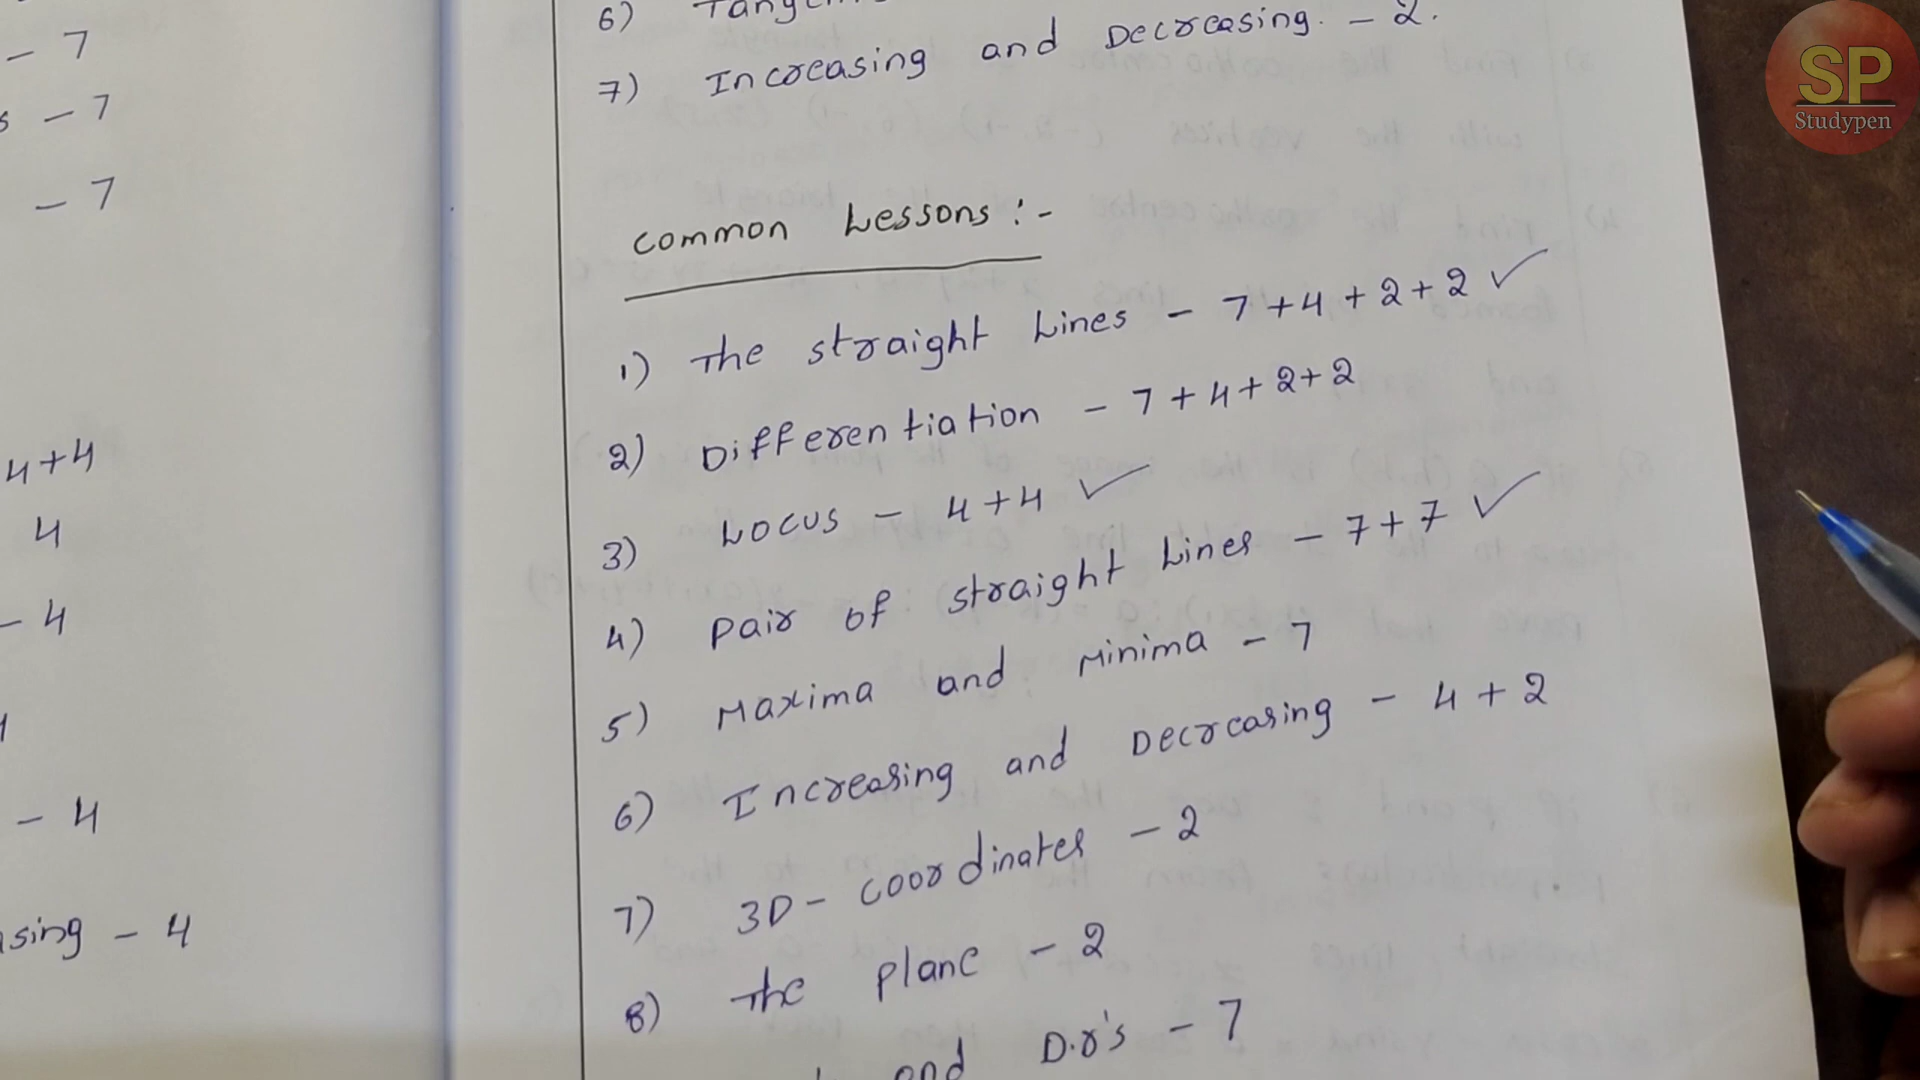 - 7
s - 7
- 7
4+4
4
- 4
- 4
sing - 4
6)
7) Increasing and Decreasing. - 2.
Common Lessons :-
1) The straight Lines - 7+4+2+2 ✓
2) Differentiation - 7+4+2+2
3) Locus - 4+4 ✓
4) Pair of straight Lines - 7+7 ✓
5) Maxima and Minima - 7
6) Increasing and Decreasing - 4+2
7) 3D- coordinates - 2
8) The plane - 2
and D.r's - 7
SP
Studypen